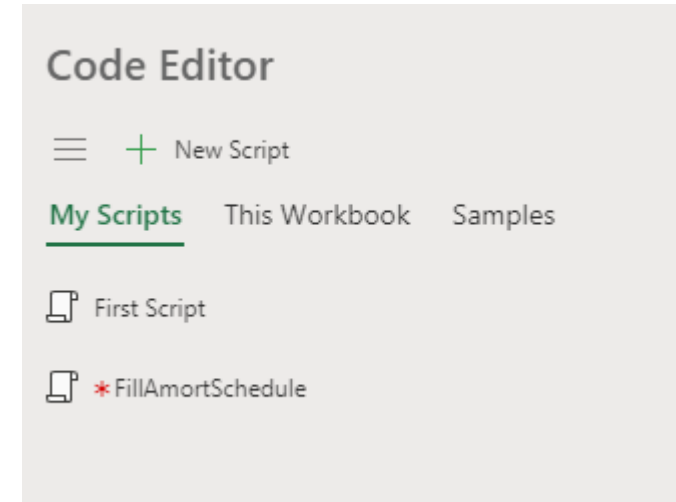 Code Editor
New Script
My Scripts This Workbook Samples
First Script
*FillAmortSchedule